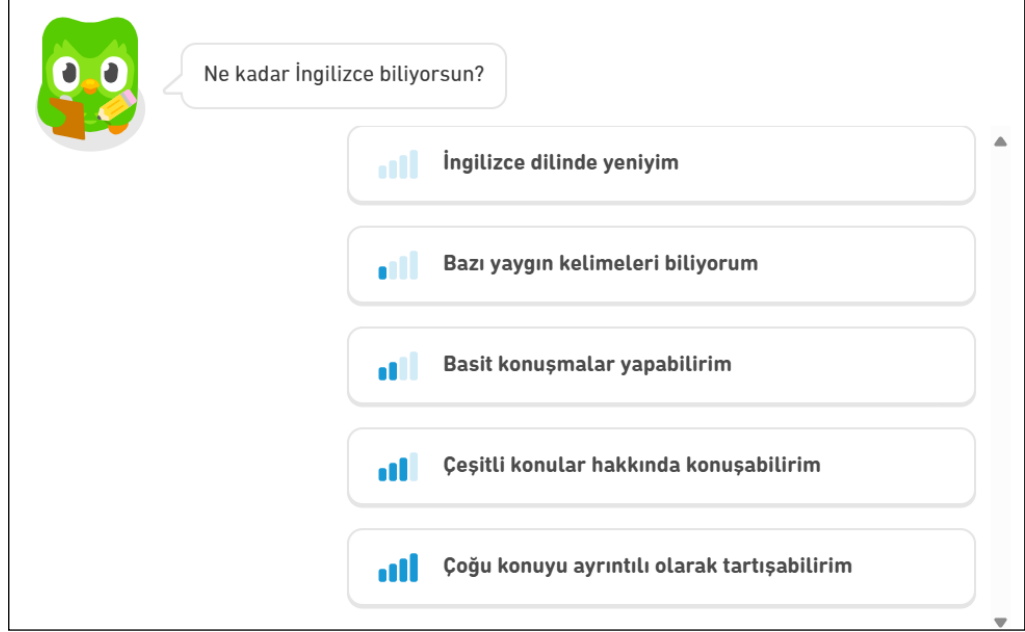 Ne kadar İngilizce biliyorsun?
İngilizce dilinde yeniyim
Bazı yaygın kelimeleri biliyorum
Basit konuşmalar yapabilirim
Çeşitli konular hakkında konuşabilirim
Çoğu konuyu ayrıntılı olarak tartışabilirim